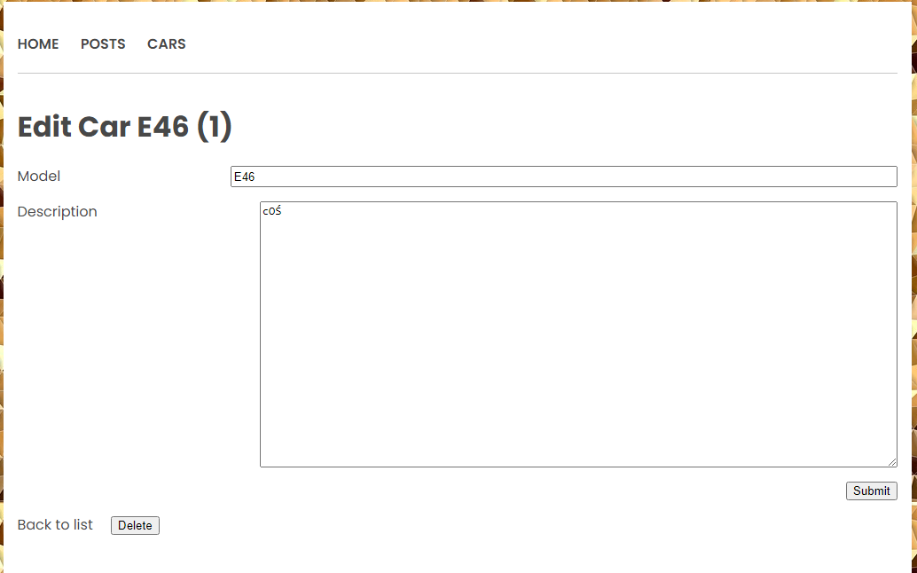 HOME POSTS CARS
Edit Car E46 (1)
Model E46
Description coś
Submit
Back to list Delete